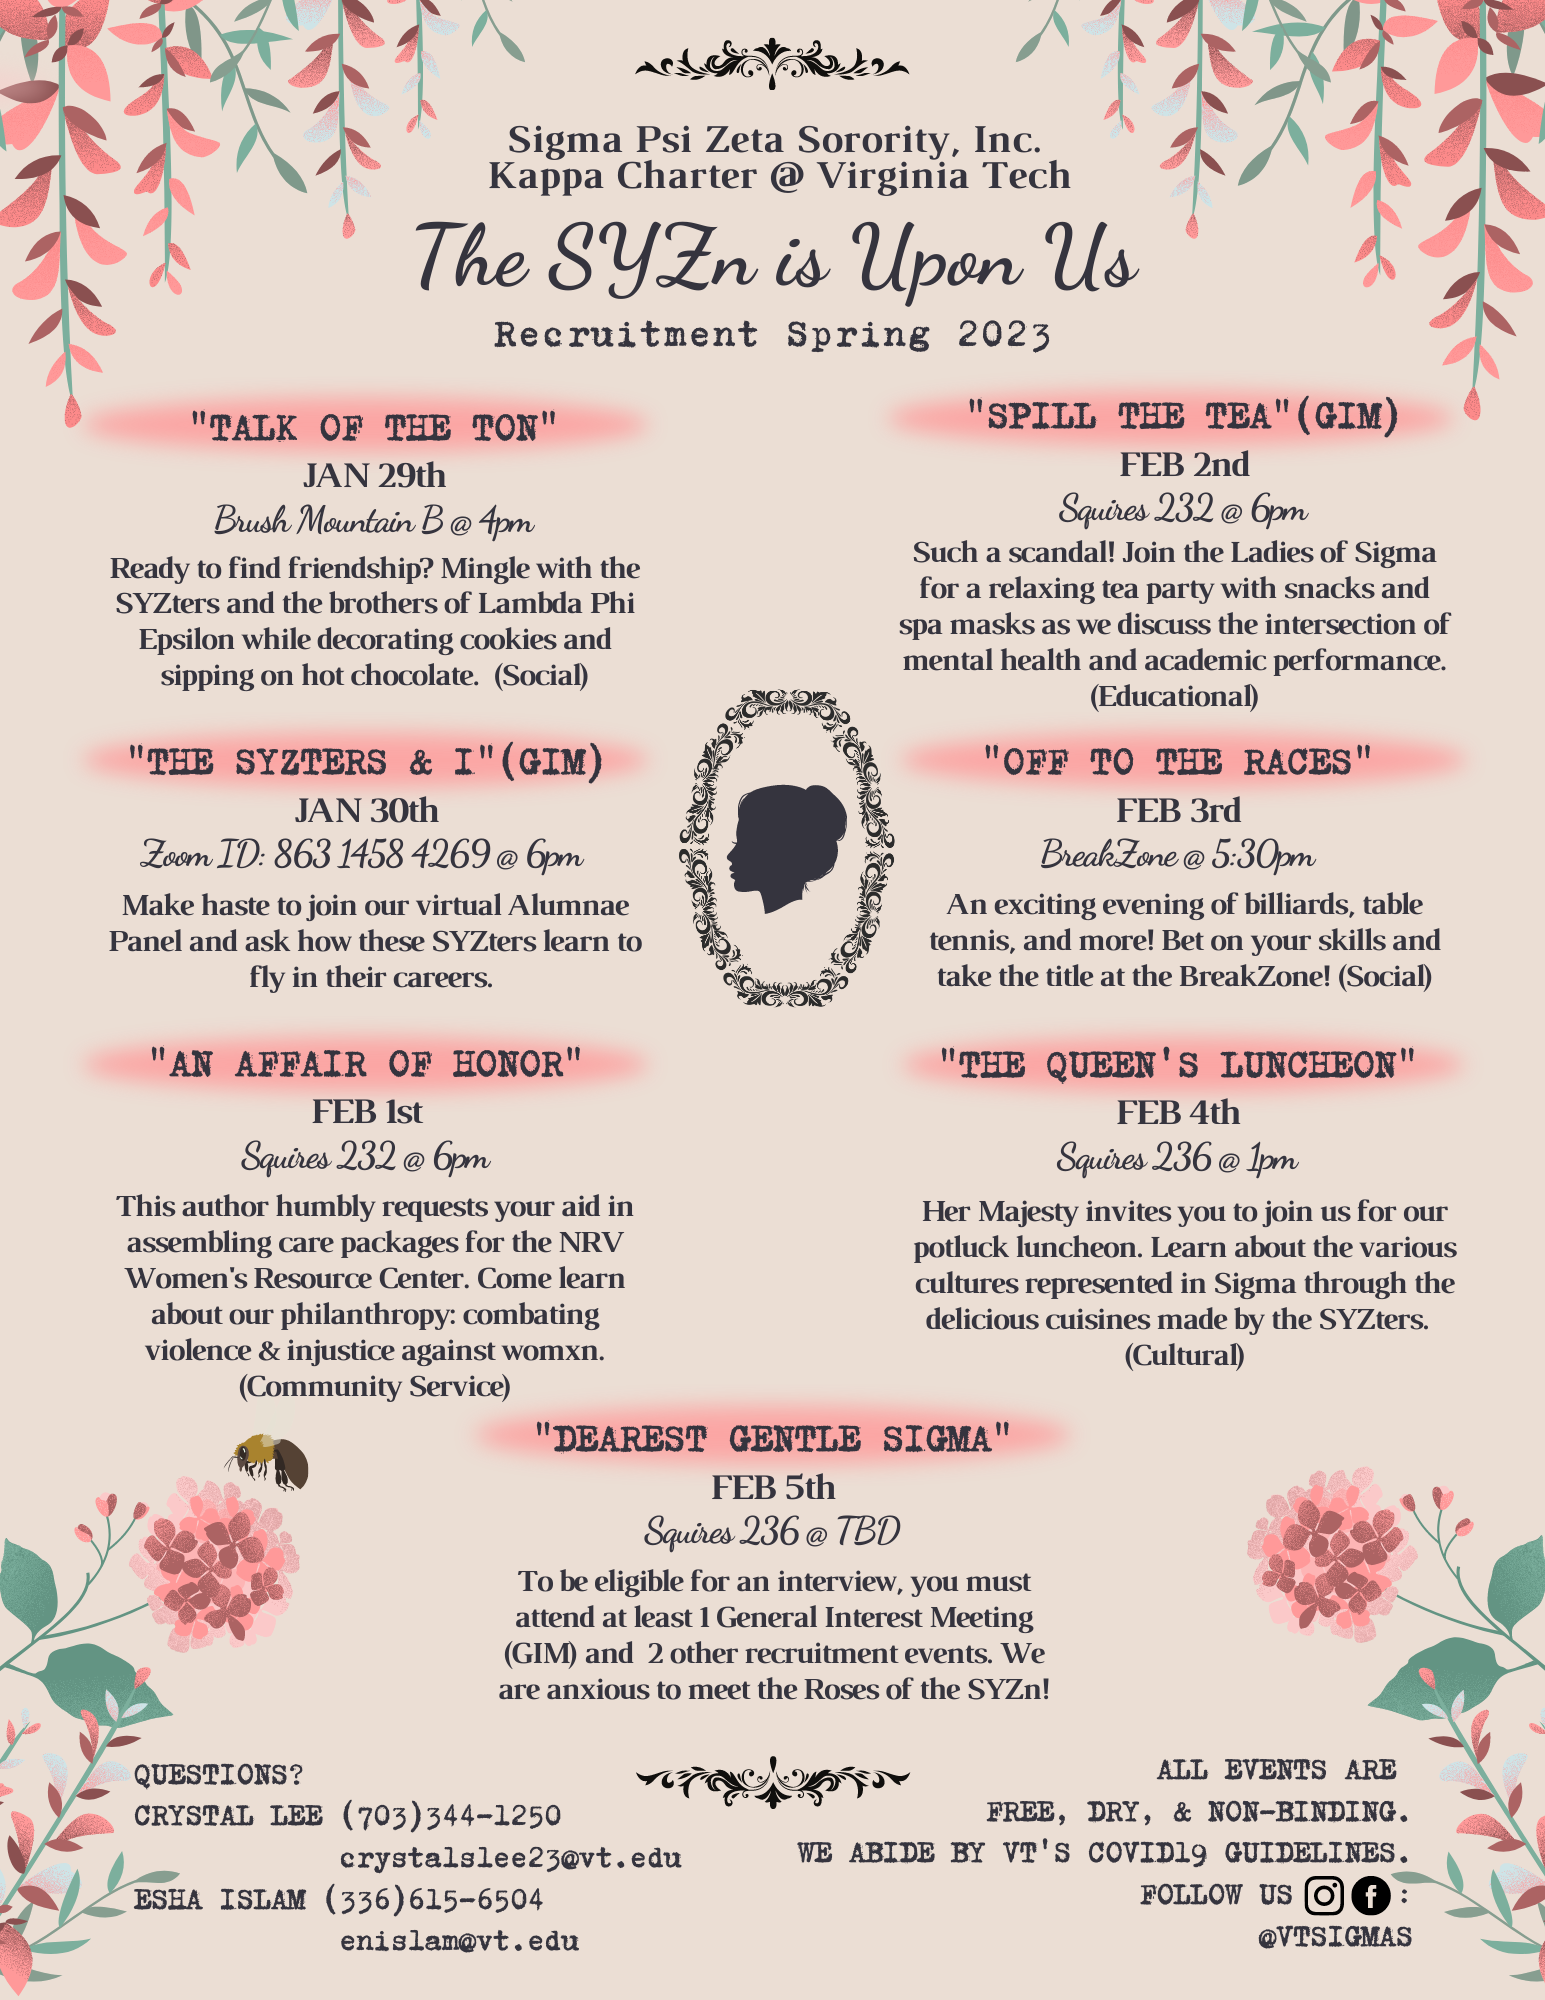 Sigma Psi Zeta Sorority, Inc.
Kappa Charter @ Virginia Tech
The SYZn is Upon Us
Recruitment Spring 2023
"TALK OF THE TON"
JAN 29th
Brush Mountain B @ 4pm
Ready to find friendship? Mingle with the
SYZters and the brothers of Lambda Phi
Epsilon while decorating cookies and
sipping on hot chocolate. (Social)
"THE SYZTERS & I"(GIM)
JAN 30th
Zoom ID: 863 1458 4269 @ 6pm
Make haste to join our virtual Alumnae
Panel and ask how these SYZters learn to
fly in their careers.
"AN AFFAIR OF HONOR"
FEB 1st
Squires 232 @ 6pm
This author humbly requests your aid in
assembling care packages for the NRV
Women's Resource Center. Come learn
about our philanthropy: combating
violence & injustice against womxn.
(Community Service)
"SPILL THE TEA"(GIM)
FEB 2nd
Squires 232 @ 6pm
Such a scandal! Join the Ladies of Sigma
for a relaxing tea party with snacks and
spa masks as we discuss the intersection of
mental health and academic performance.
(Educational)
"OFF TO THE RACES"
FEB 3rd
BreakZone @ 5:30pm
An exciting evening of billiards, table
tennis, and more! Bet on your skills and
take the title at the BreakZone! (Social)
"THE QUEEN'S LUNCHEON"
FEB 4th
Squires 236 @ 1pm
Her Majesty invites you to join us for our
potluck luncheon. Learn about the various
cultures represented in Sigma through the
delicious cuisines made by the SYZters.
(Cultural)
"DEAREST GENTLE SIGMA"
FEB 5th
Squires 236 @ TBD
To be eligible for an interview, you must
attend at least 1 General Interest Meeting
(GIM) and 2 other recruitment events. We
are anxious to meet the Roses of the SYZn!
QUESTIONS?
CRYSTAL LEE (703)344-1250
crystalslee23@vt.edu
ESHA ISLAM (336)615-6504
enislam@vt.edu
ALL EVENTS ARE
FREE, DRY, & NON-BINDING.
WE ABIDE BY VT'S COVID19 GUIDELINES.
FOLLOW US :
@VTSIGMAS